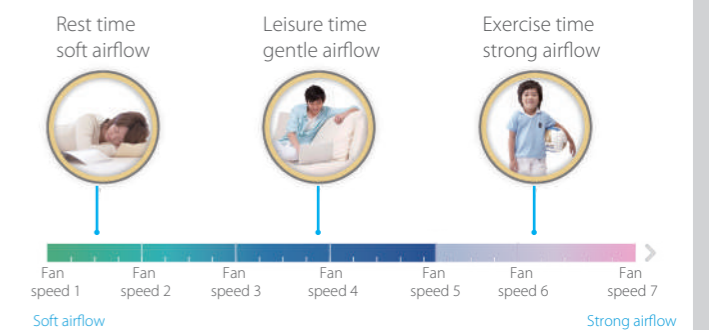 Rest time
soft airflow
Leisure time
gentle airflow
Exercise time
strong airflow
Fan
speed 1
Fan
speed 2
Fan
speed 3
Fan
speed 4
Fan
speed 5
Fan
speed 6
Fan
speed 7
Soft airflow
Strong airflow